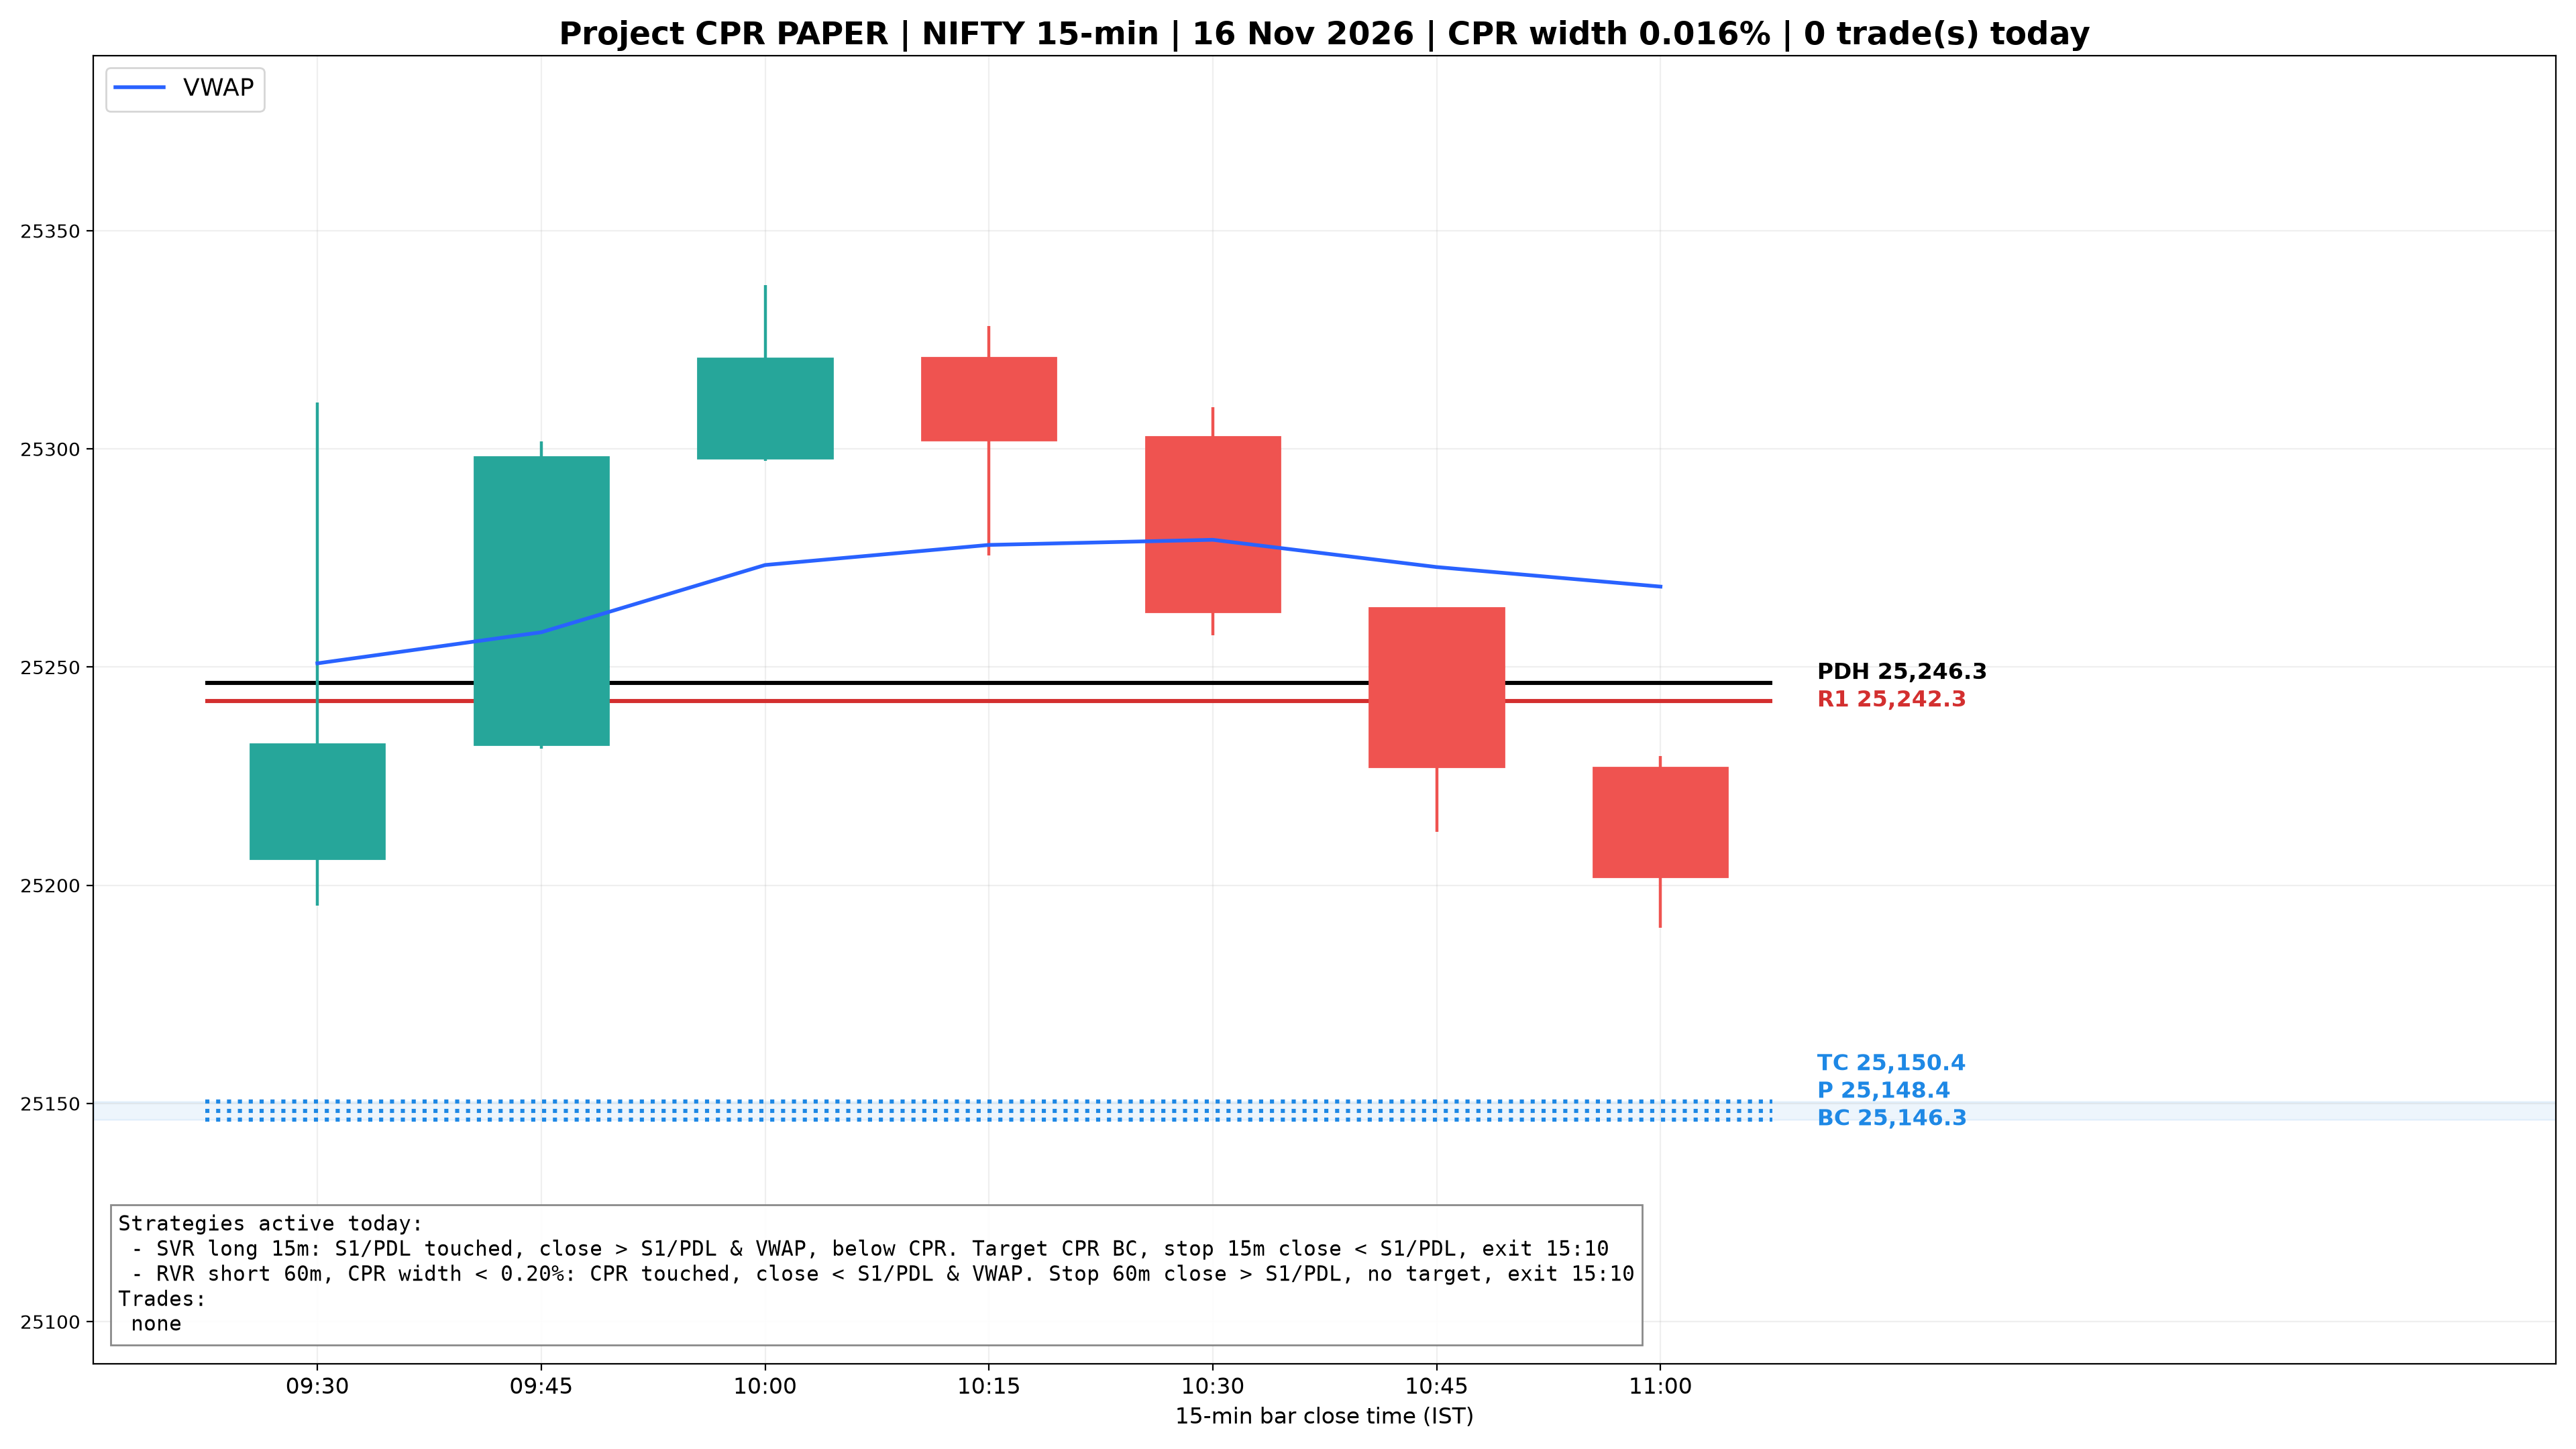 Project CPR PAPER | NIFTY 15-min | 16 Nov 2026 | CPR width 0.016% | 0 trade(s) today
VWAP
25350
25300
25250
25200
25150
25100
PDH 25,246.3
R1 25,242.3
TC 25,150.4
P 25,148.4
BC 25,146.3
Strategies active today:
- SVR long 15m: S1/PDL touched, close > S1/PDL & VWAP, below CPR. Target CPR BC, stop 15m close < S1/PDL, exit 15:10
- RVR short 60m, CPR width < 0.20%: CPR touched, close < S1/PDL & VWAP. Stop 60m close > S1/PDL, no target, exit 15:10
Trades:
none
09:30 09:45 10:00 10:15 10:30 10:45 11:00
15-min bar close time (IST)